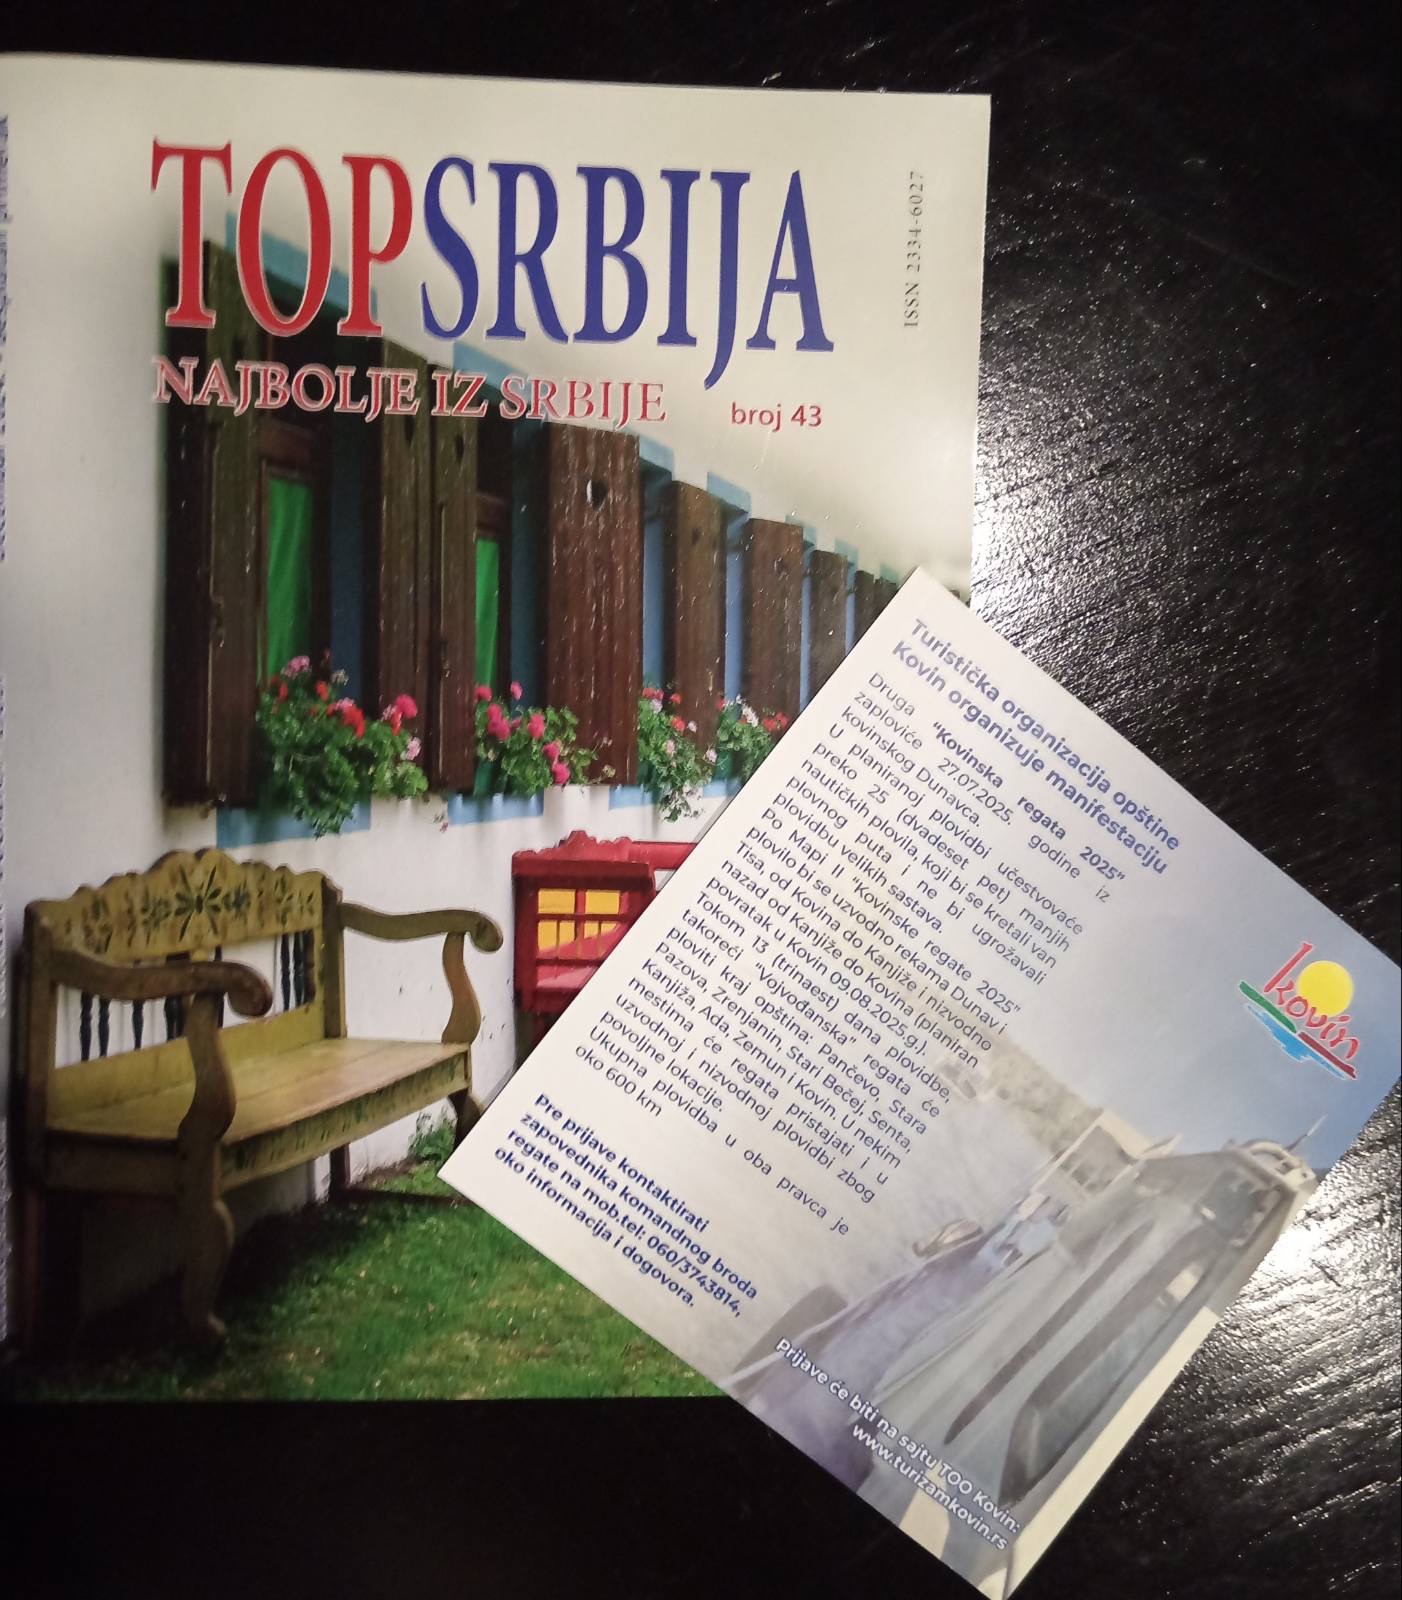 TOPSRBIJA
NAJBOLJE IZ SRBIJE
broj 43
ISSN 2334-6027
Turistička organizacija opštine
Kovin organizuje manifestaciju
Druga "Kovinska regata 2025"
zaploviće 27.07.2025. godine iz
kovinskog Dunavca.
U planiranoj plovidbi učestvovaće
preko 25 (dvadeset pet) manjih
nautičkih plovila, koji bi se kretali van
plovnog puta i ne bi ugrožavali
plovidbu velikih sastava.
Po Mapi II "Kovinske regate 2025"
plovilo bi se uzvodno rekama Dunav i
Tisa, od Kovina do Kanjiže i nizvodno
nazad od Kanjiže do Kovina (planiran
povratak u Kovin 09.08.2025.g.).
Tokom 13 (trinaest) dana plovidbe,
takoreći "Vojvođanska" regata će
ploviti kraj opština: Pančevo, Stara
Pazova, Zrenjanin, Stari Bečej, Senta,
Kanjiža, Ada, Zemun i Kovin. U nekim
mestima će regata pristajati i u
uzvodnoj i nizvodnoj plovidbi zbog
povoljne lokacije.
Ukupna plovidba u oba pravca je
oko 600 km
Pre prijave kontaktirati
zapovednika komandnog broda
regate na mob.tel: 060/3743814,
oko informacija i dogovora.
kovin
Prijave će biti na sajtu TOO Kovin:
www.turizamkovin.rs